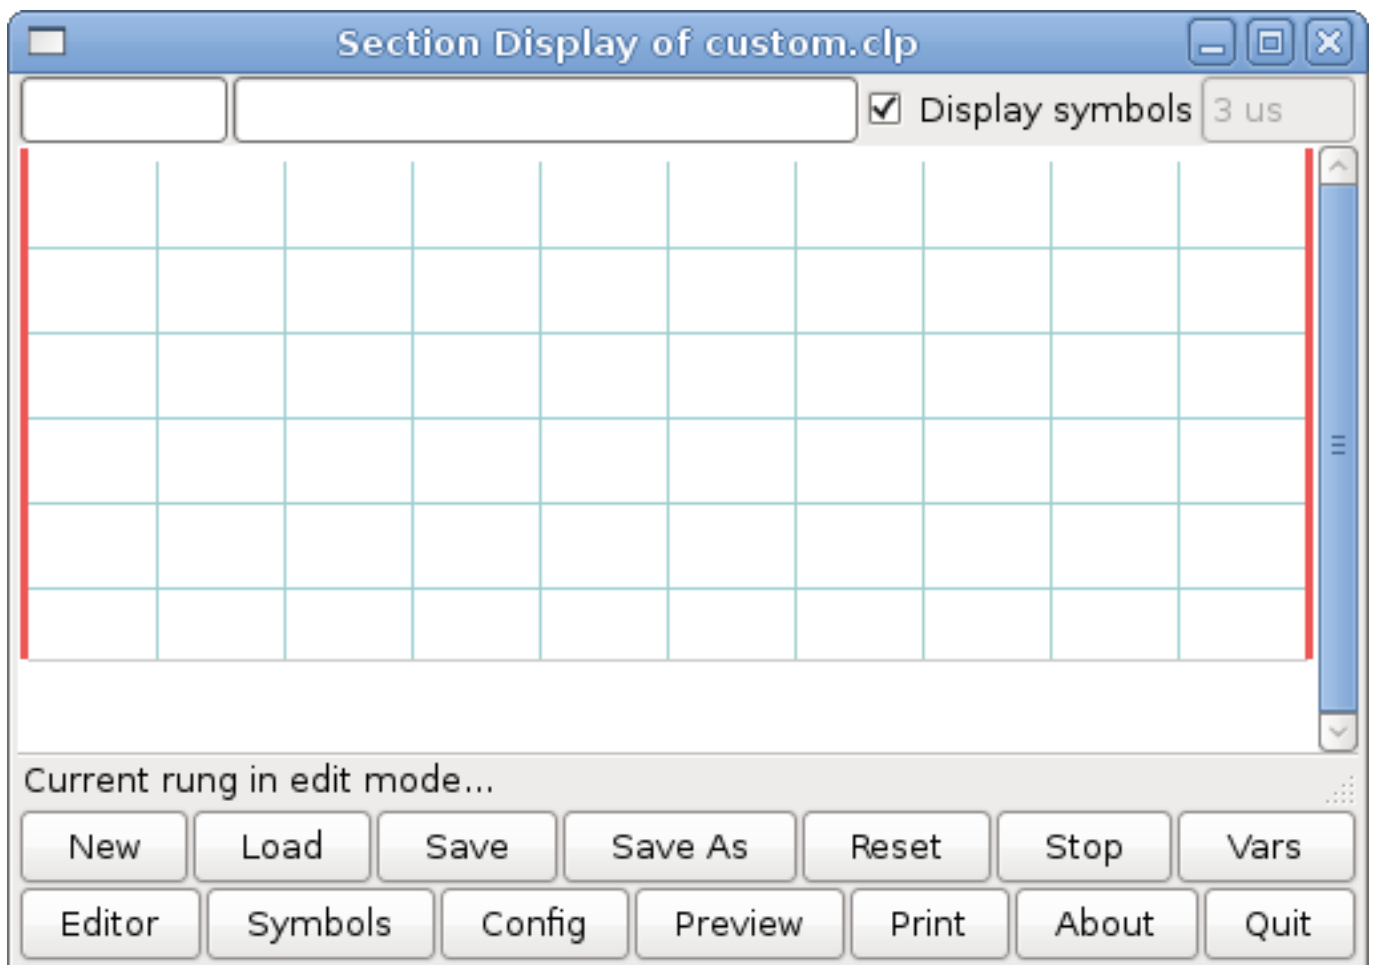 Section Display of custom.clp
Display symbols 3 us
Current rung in edit mode...
New Load Save Save As Reset Stop Vars
Editor Symbols Config Preview Print About Quit